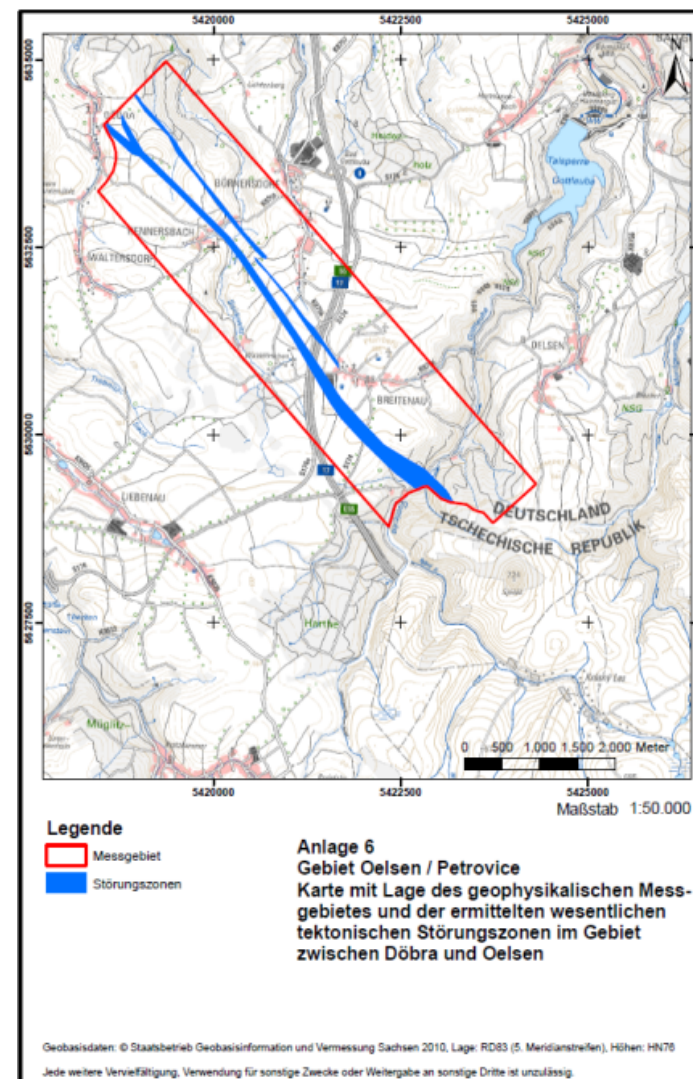 5420000 5422500 5425000
5635000
N
Talsperre
Gottleuba
BÖRNERSDORF
HENNERSBACH
WALTERSDORF
5632500
OELSEN
NSG
BREITENAU
5630000
LIEBENAU
DEUTSCHLAND
TSCHECHISCHE REPUBLIK
5627500
Harthe
Müglitz
0 500 1.000 1.500 2.000 Meter
5420000 5422500 5425000
Maßstab 1:50.000
Legende
Messgebiet
Störungszonen
Anlage 6
Gebiet Oelsen / Petrovice
Karte mit Lage des geophysikalischen Mess-
gebietes und der ermittelten wesentlichen
tektonischen Störungszonen im Gebiet
zwischen Döbra und Oelsen
Geobasisdaten: © Staatsbetrieb Geobasisinformation und Vermessung Sachsen 2010, Lage: RD83 (5. Meridianstreifen), Höhen: HN76
Jede weitere Vervielfältigung, Verwendung für sonstige Zwecke oder Weitergabe an sonstige Dritte ist unzulässig.